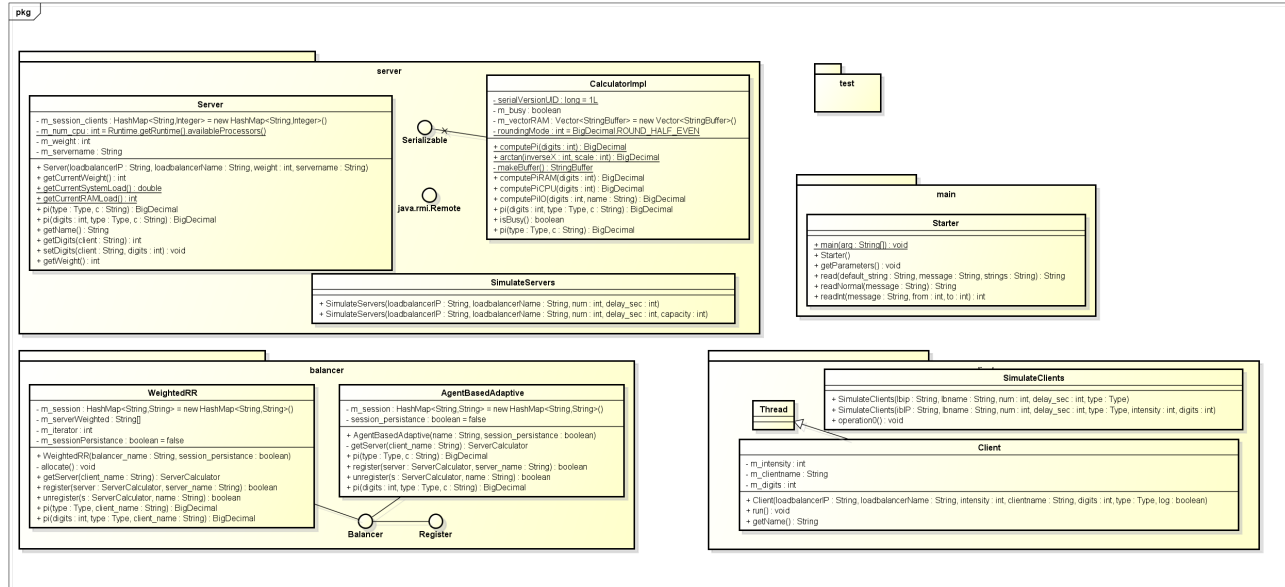 pkg
server
Server
- m_session_clients : HashMap<String,Integer> = new HashMap<String,Integer>()
- m_num_cpu : int = Runtime.getRuntime().availableProcessors()
- m_weight : int
- m_servername : String
+ Server(loadbalancerIP : String, loadbalancerName : String, weight : int, servername : String)
+ getCurrentWeight() : int
+ getCurrentSystemLoad() : double
+ getCurrentRAMLoad() : int
+ pi(type : Type, c : String) : BigDecimal
+ pi(digits : int, type : Type, c : String) : BigDecimal
+ getName() : String
+ getDigits(client : String) : int
+ setDigits(client : String, digits : int) : void
+ getWeight() : int
Serializable
java.rmi.Remote
CalculatorImpl
- serialVersionUID : long = 1L
- m_busy : boolean
- m_vectorRAM : Vector<StringBuffer> = new Vector<StringBuffer>()
- roundingMode : int = BigDecimal.ROUND_HALF_EVEN
+ computePi(digits : int) : BigDecimal
+ arctan(inverseX : int, scale : int) : BigDecimal
- makeBuffer() : StringBuffer
+ computePiRAM(digits : int) : BigDecimal
+ computePiCPU(digits : int) : BigDecimal
+ computePiIO(digits : int, name : String) : BigDecimal
+ pi(digits : int, type : Type, c : String) : BigDecimal
+ isBusy() : boolean
+ pi(type : Type, c : String) : BigDecimal
SimulateServers
+ SimulateServers(loadbalancerIP : String, loadbalancerName : String, num : int, delay_sec : int)
+ SimulateServers(loadbalancerIP : String, loadbalancerName : String, num : int, delay_sec : int, capacity : int)
test
main
Starter
+ main(arg : String[]) : void
+ Starter()
+ getParameters() : void
+ read(default_string : String, message : String, strings : String) : String
+ readNormal(message : String) : String
+ readInt(message : String, from : int, to : int) : int
balancer
WeightedRR
- m_session : HashMap<String,String> = new HashMap<String,String>()
- m_serverWeighted : String[]
- m_iterator : int
- m_sessionPersistance : boolean = false
+ WeightedRR(balancer_name : String, session_persistance : boolean)
- allocate() : void
+ getServer(client_name : String) : ServerCalculator
+ register(server : ServerCalculator, server_name : String) : boolean
+ unregister(s : ServerCalculator, name : String) : boolean
+ pi(type : Type, client_name : String) : BigDecimal
+ pi(digits : int, type : Type, client_name : String) : BigDecimal
AgentBasedAdaptive
- m_session : HashMap<String,String> = new HashMap<String,String>()
- session_persistance : boolean = false
+ AgentBasedAdaptive(name : String, session_persistance : boolean)
- getServer(client_name : String) : ServerCalculator
+ pi(type : Type, c : String) : BigDecimal
+ register(server : ServerCalculator, server_name : String) : boolean
+ unregister(s : ServerCalculator, name : String) : boolean
+ pi(digits : int, type : Type, c : String) : BigDecimal
Balancer
Register
SimulateClients
+ SimulateClients(lbip : String, lbname : String, num : int, delay_sec : int, type : Type)
+ SimulateClients(lbIP : String, lbname : String, num : int, delay_sec : int, type : Type, intensity : int, digits : int)
+ operation0() : void
Thread
Client
- m_intensity : int
- m_clientname : String
- m_digits : int
+ Client(loadbalancerIP : String, loadbalancerName : String, intensity : int, clientname : String, digits : int, type : Type, log : boolean)
+ run() : void
+ getName() : String